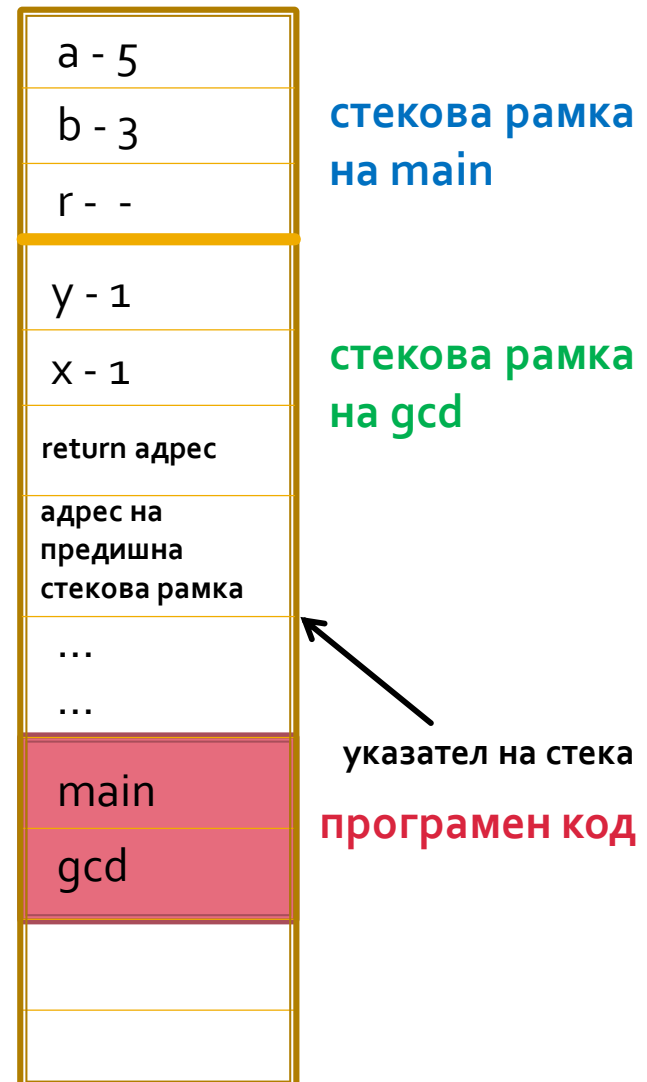 a - 5
b - 3
r - -
стекова рамка
на main
y - 1
x - 1
return адрес
адрес на
предишна
стекова рамка
стекова рамка
на gcd
...
...
указател на стека
main
gcd
програмен код